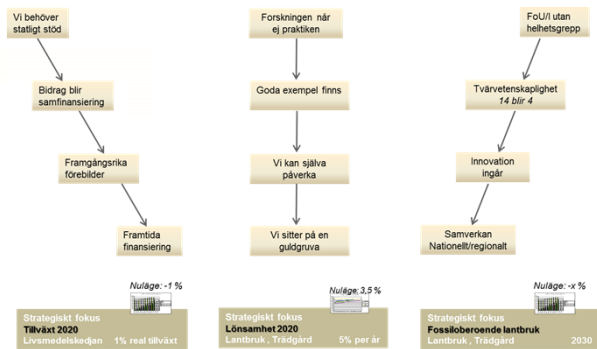 Vi behöver
statligt stöd
Bidrag blir
samfinansiering
Framgångsrika
förebilder
Framtida
finansiering
Forskningen når
ej praktiken
Goda exempel finns
Vi kan själva
påverka
Vi sitter på en
guldgruva
FoU/I utan
helhetsgrepp
Tvärvetenskaplighet
14 blir 4
Innovation
ingår
Samverkan
Nationellt/regionalt
Nuläge: -1 %
Strategiskt fokus
Tillväxt 2020
Livsmedelskedjan 1% real tillväxt
Nuläge: 3,5 %
Strategiskt fokus
Lönsamhet 2020
Lantbruk , Trädgård 5% per år
Nuläge: -x %
Strategiskt fokus
Fossiloberoende lantbruk
Lantbruk, Trädgård 2030